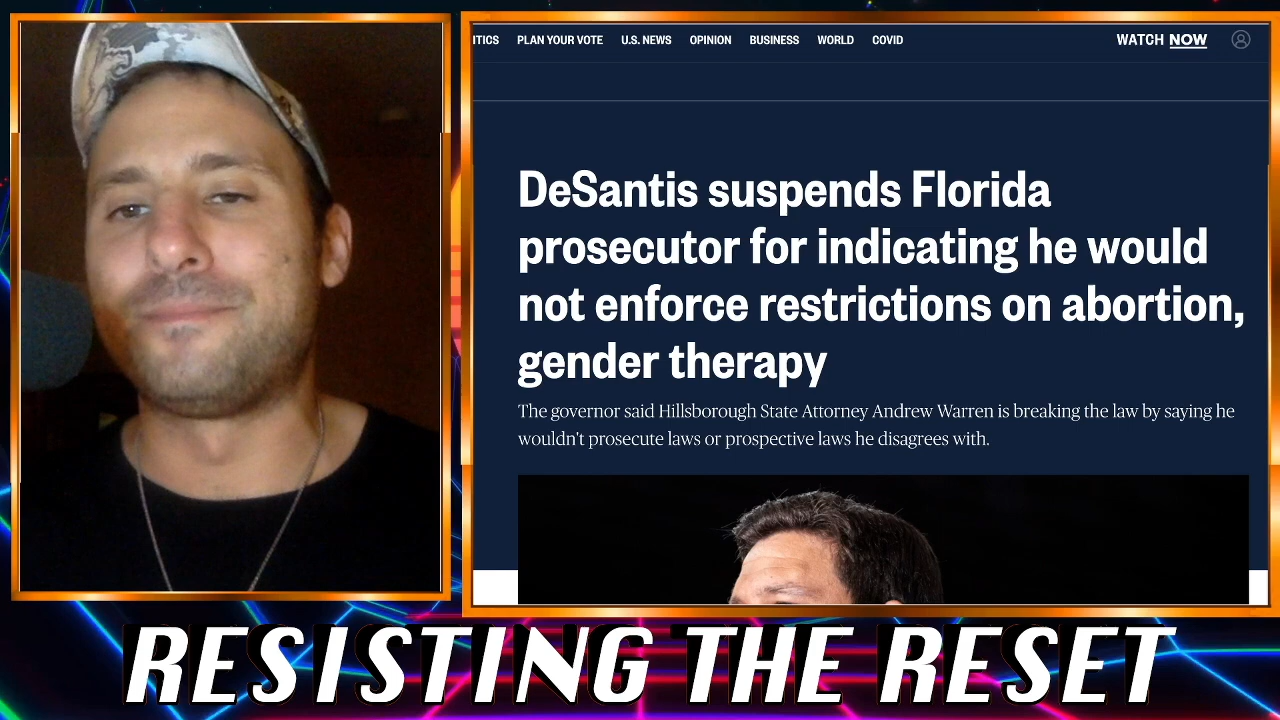 ITICS PLAN YOUR VOTE U.S. NEWS OPINION BUSINESS WORLD COVID WATCH NOW
DeSantis suspends Florida
prosecutor for indicating he would
not enforce restrictions on abortion,
gender therapy
The governor said Hillsborough State Attorney Andrew Warren is breaking the law by saying he
wouldn't prosecute laws or prospective laws he disagrees with.
RESISTING THE RESET